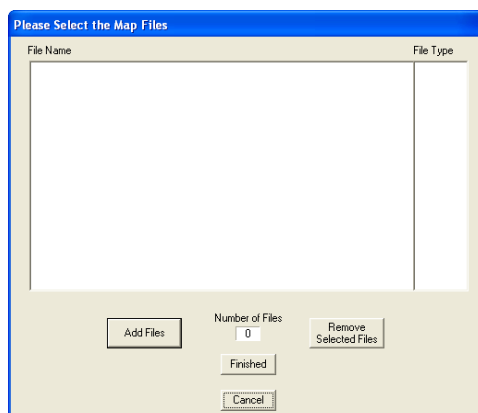 Please Select the Map Files
File Name File Type
Number of Files
Add Files 0 Remove
Selected Files
Finished
Cancel